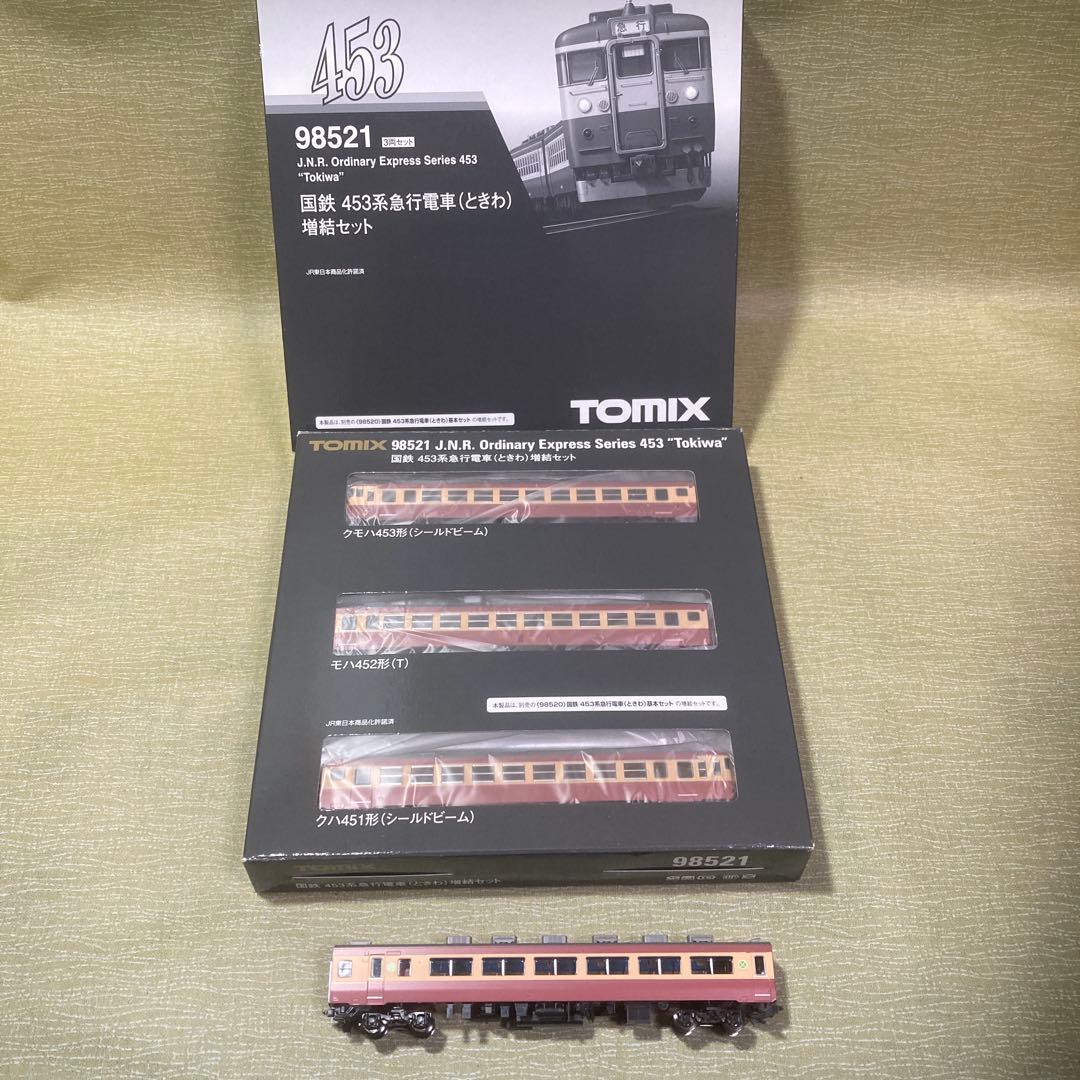 453
急行
98521 3両セット
J.N.R. Ordinary Express Series 453
"Tokiwa"
国鉄 453系急行電車(ときわ)
増結セット
JR東日本商品化許諾済
TOMIX
本製品は、別売の〈98520〉国鉄 453系急行電車(ときわ)基本セット の増結セットです。
TOMIX 98521 J.N.R. Ordinary Express Series 453 "Tokiwa"
国鉄 453系急行電車(ときわ)増結セット
クモハ453形(シールドビーム)
モハ452形(T)
本製品は、別売の〈98520〉国鉄 453系急行電車(ときわ)基本セット の増結セットです。
JR東日本商品化許諾済
クハ451形(シールドビーム)
TOMIX
98521
国鉄 453系急行電車(ときわ)増結セット